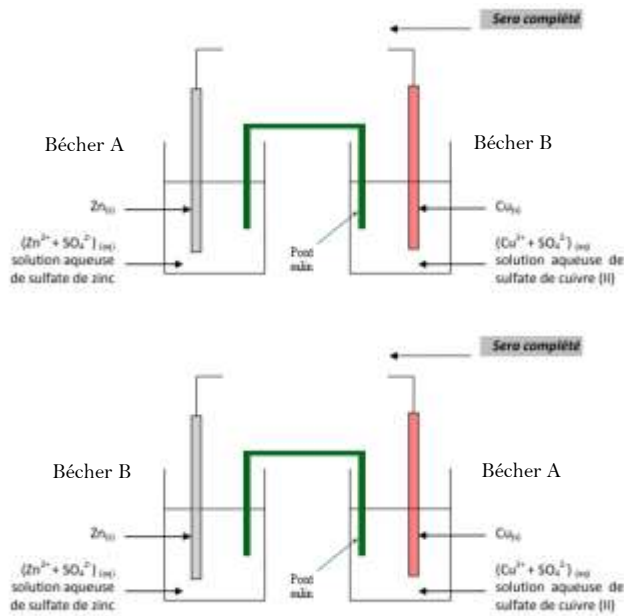 Sera complété
Bécher A
Bécher B
Zn(s)
Cu(s)
Pont
salin
(Zn²⁺ + SO₄²⁻) (aq)
solution aqueuse
de sulfate de zinc
(Cu²⁺ + SO₄²⁻) (aq)
solution aqueuse de
sulfate de cuivre (II)
Sera complété
Bécher B
Bécher A
Zn(s)
Cu(s)
Pont
salin
(Zn²⁺ + SO₄²⁻) (aq)
solution aqueuse
de sulfate de zinc
(Cu²⁺ + SO₄²⁻) (aq)
solution aqueuse de
sulfate de cuivre (II)